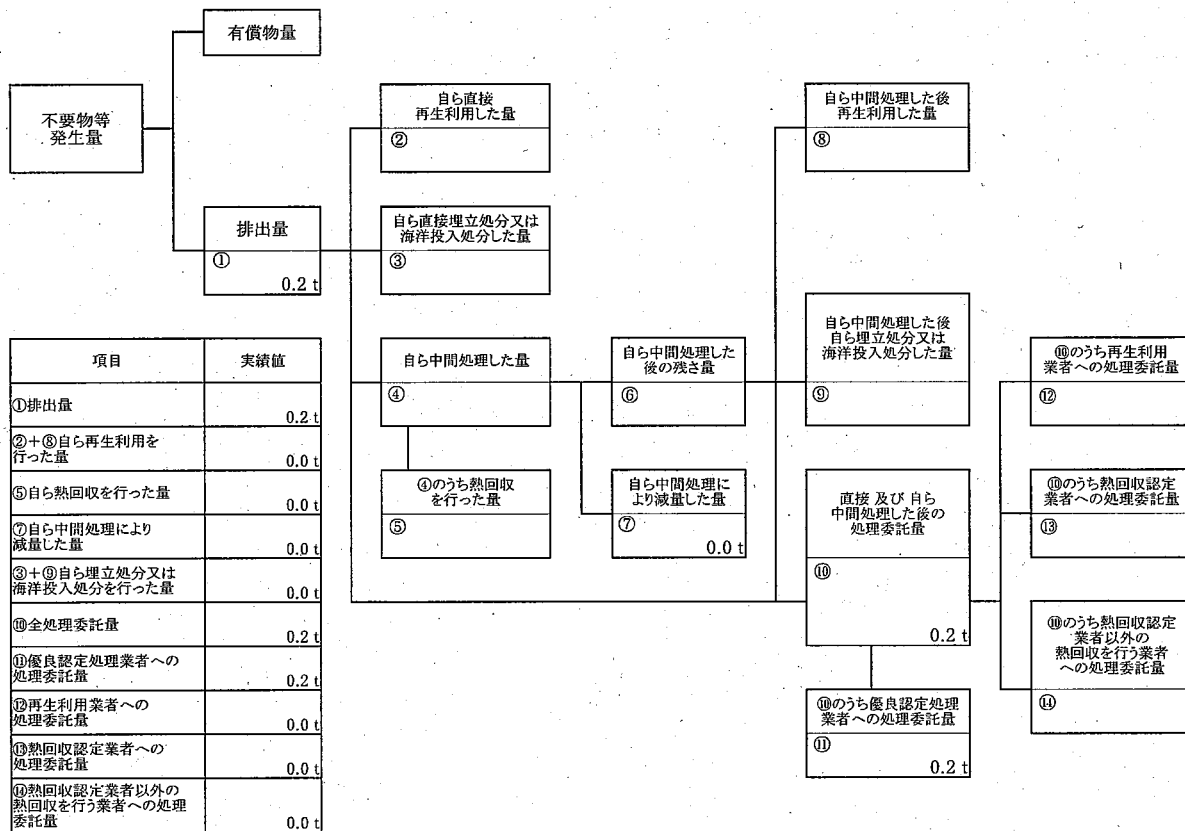 有償物量
不要物等
発生量
排出量
①
0.2 t
自ら直接
再生利用した量
②
自ら直接埋立処分又は
海洋投入処分した量
③
自ら中間処理した量
④
④のうち熱回収
を行った量
⑤
自ら中間処理した
後の残さ量
⑥
自ら中間処理に
より減量した量
⑦
0.0 t
自ら中間処理した後
再生利用した量
⑧
自ら中間処理した後
自ら埋立処分又は
海洋投入処分した量
⑨
直接 及び 自ら
中間処理した後の
処理委託量
⑩
0.2 t
⑩のうち優良認定処理
業者への処理委託量
⑪
0.2 t
⑩のうち再生利用
業者への処理委託量
⑫
⑩のうち熱回収認定
業者への処理委託量
⑬
⑩のうち熱回収認定
業者以外の
熱回収を行う業者
への処理委託量
⑭
項目 実績値
①排出量 0.2 t
②+⑧自ら再生利用を
行った量 0.0 t
⑤自ら熱回収を行った量 0.0 t
⑦自ら中間処理により
減量した量 0.0 t
③+⑨自ら埋立処分又は
海洋投入処分を行った量 0.0 t
⑩全処理委託量 0.2 t
⑪優良認定処理業者への
処理委託量 0.2 t
⑫再生利用業者への
処理委託量 0.0 t
⑬熱回収認定業者への
処理委託量 0.0 t
⑭熱回収認定業者以外の
熱回収を行う業者への処理
委託量 0.0 t